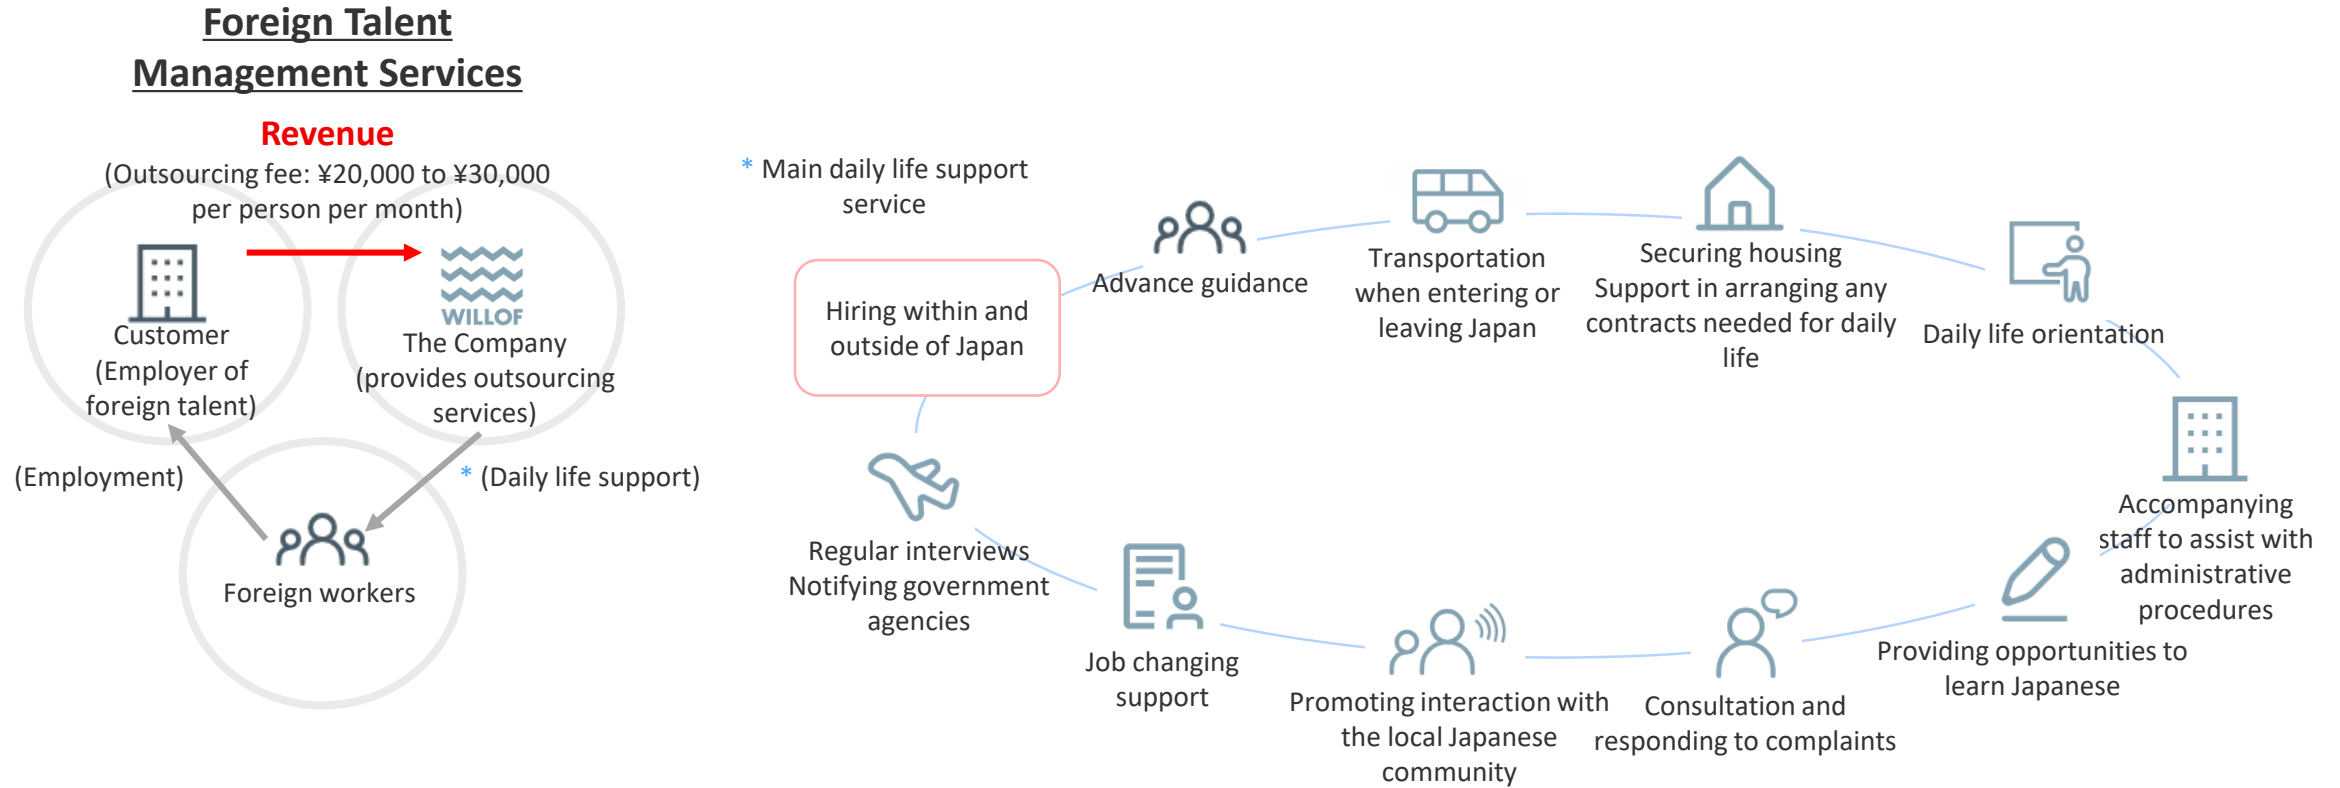 Foreign Talent
Management Services
Revenue
(Outsourcing fee: ¥20,000 to ¥30,000
per person per month)
Customer
(Employer of
foreign talent)
WILLOF
The Company
(provides outsourcing
services)
(Employment)
* (Daily life support)
Foreign workers
* Main daily life support
service
Hiring within and
outside of Japan
Advance guidance
Transportation
when entering or
leaving Japan
Securing housing
Support in arranging any
contracts needed for daily
life
Daily life orientation
Accompanying
staff to assist with
administrative
procedures
Providing opportunities to
learn Japanese
Consultation and
responding to complaints
Promoting interaction with
the local Japanese
community
Job changing
support
Regular interviews
Notifying government
agencies